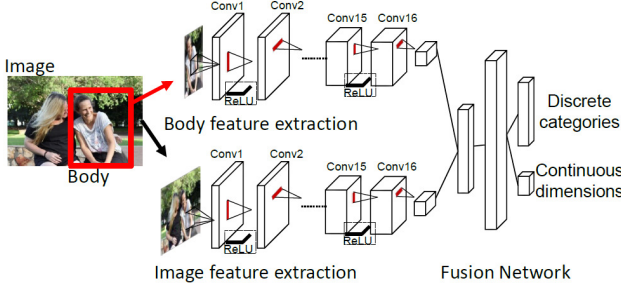 Image
Body
Conv1
Conv2
Conv15
Conv16
ReLU
ReLU
Body feature extraction
Conv1
Conv2
Conv15
Conv16
ReLU
ReLU
Image feature extraction
Discrete
categories
Continuous
dimensions
Fusion Network